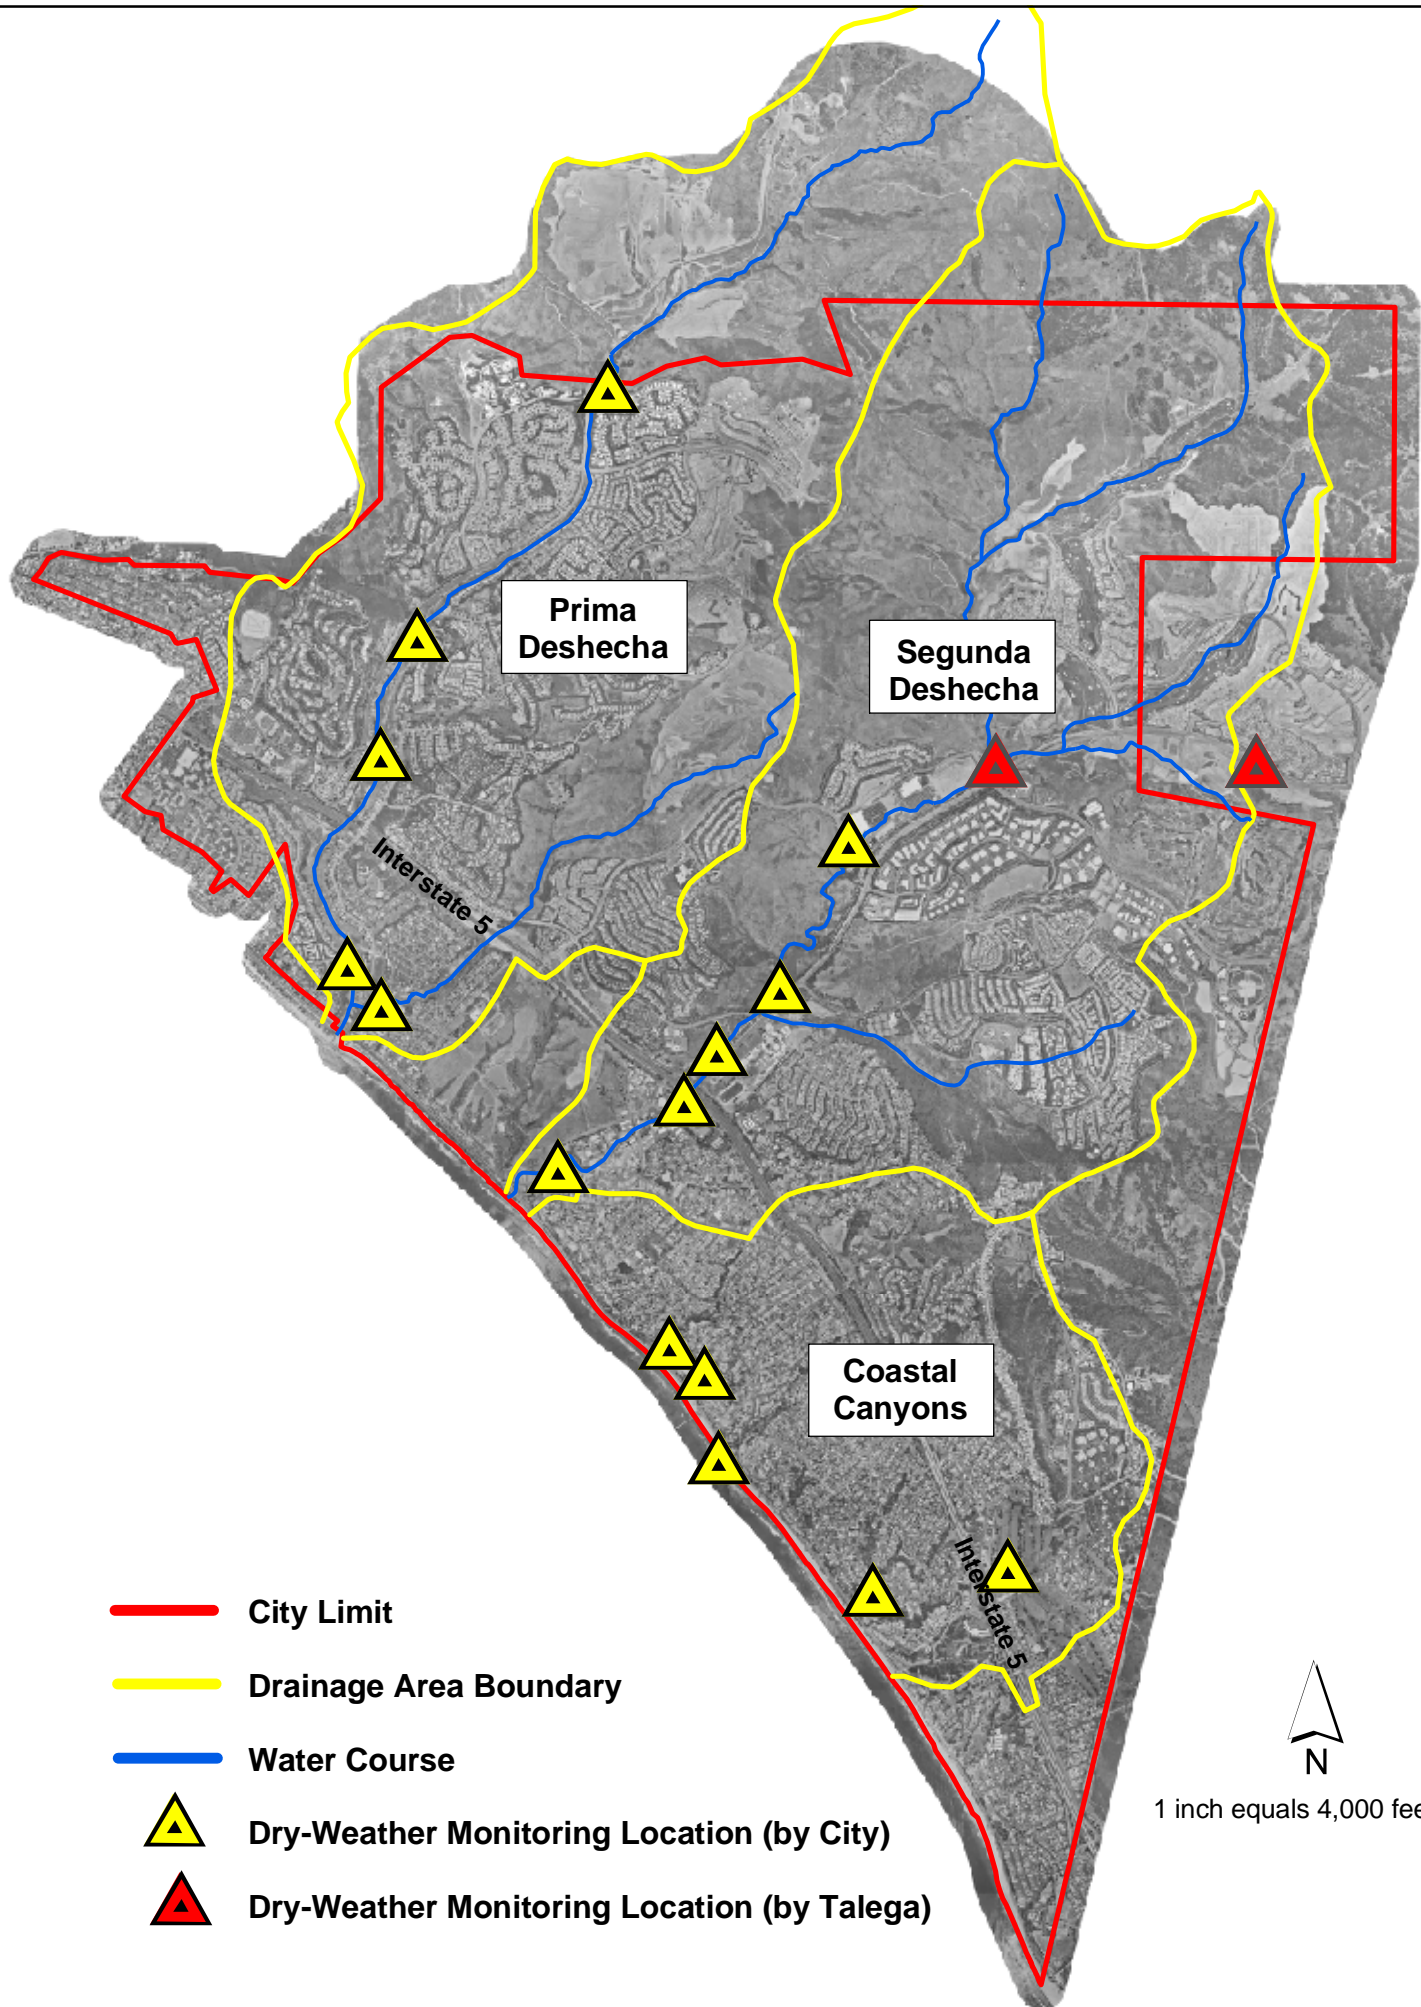 Prima
Deshecha
Segunda
Deshecha
Interstate 5
Coastal
Canyons
Interstate 5
City Limit
Drainage Area Boundary
Water Course
Dry-Weather Monitoring Location (by City)
Dry-Weather Monitoring Location (by Talega)
N
1 inch equals 4,000 fee